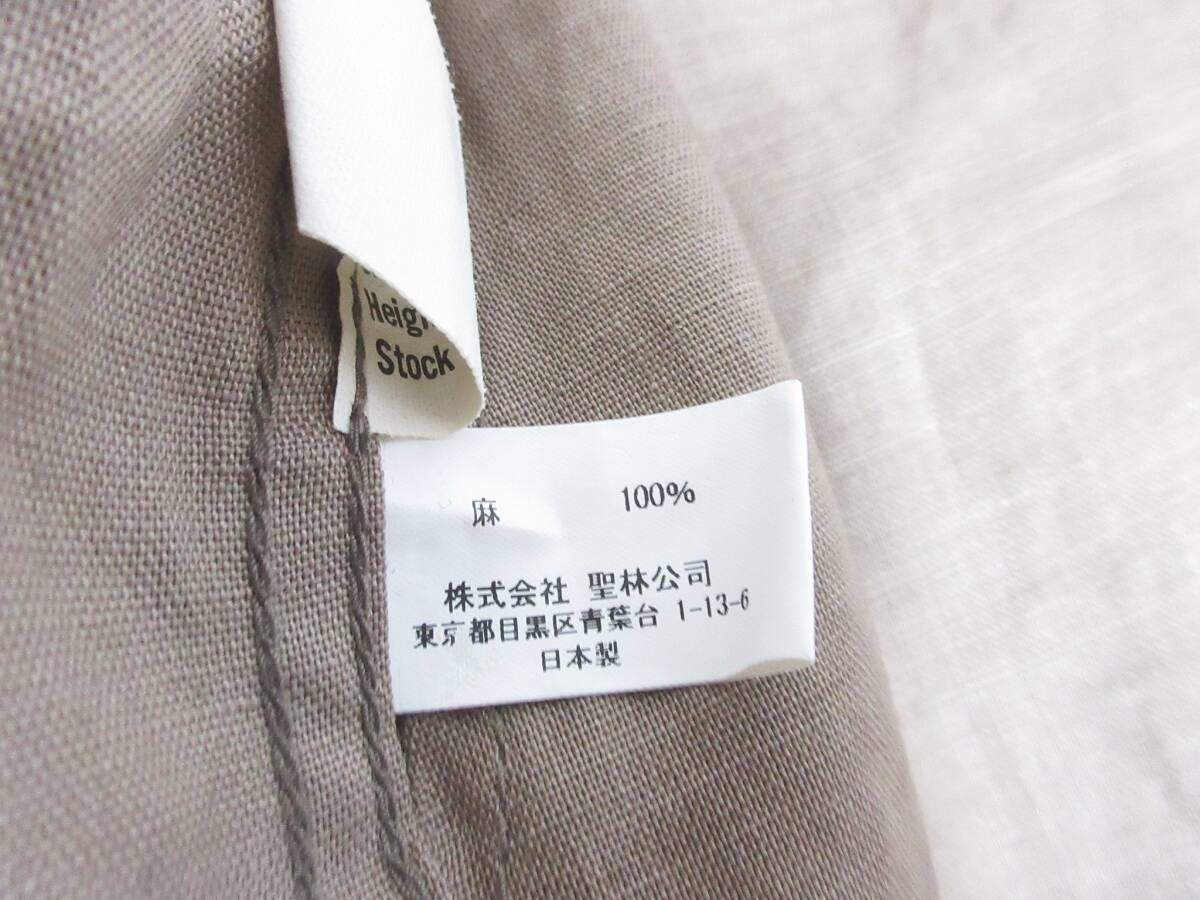 Stock
麻 100%
株式会社 聖林公司
東京都目黒区青葉台 1-13-6
日本製